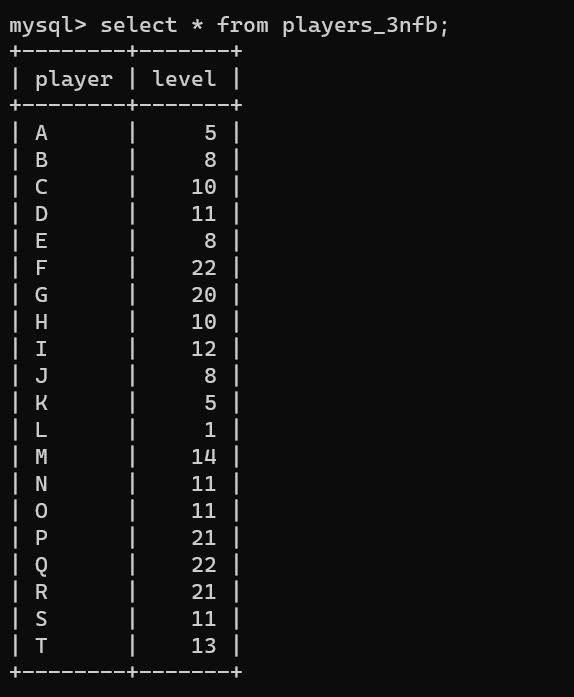 mysql> select * from players_3nfb;
+--------+-------+
| player | level |
+--------+-------+
| A      |     5 |
| B      |     8 |
| C      |    10 |
| D      |    11 |
| E      |     8 |
| F      |    22 |
| G      |    20 |
| H      |    10 |
| I      |    12 |
| J      |     8 |
| K      |     5 |
| L      |     1 |
| M      |    14 |
| N      |    11 |
| O      |    11 |
| P      |    21 |
| Q      |    22 |
| R      |    21 |
| S      |    11 |
| T      |    13 |
+--------+-------+